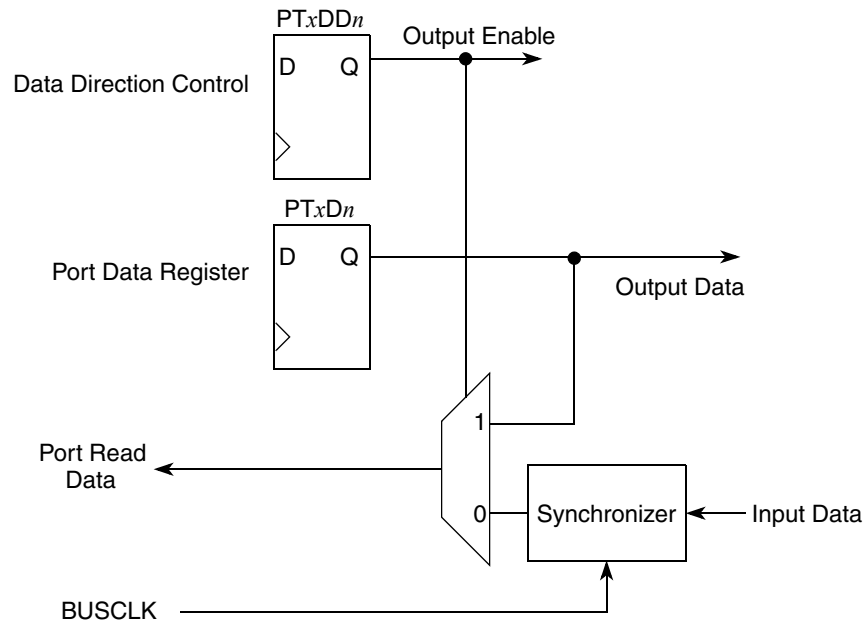 PTxDDn
Output Enable
D Q
Data Direction Control
PTxDn
D Q
Port Data Register
Output Data
1
Port Read
Data
0
Synchronizer
Input Data
BUSCLK